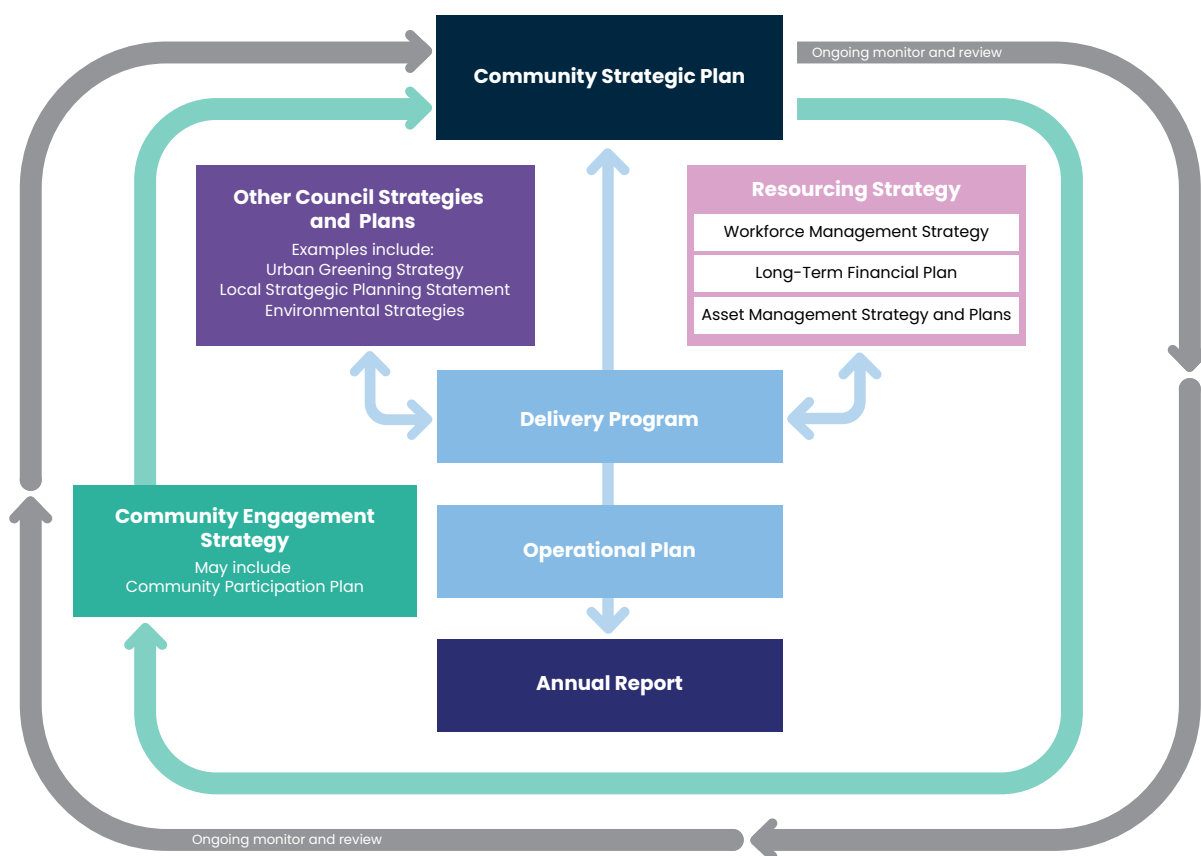 Community Strategic Plan
Ongoing monitor and review
Other Council Strategies
and Plans
Examples include:
Urban Greening Strategy
Local Stratgegic Planning Statement
Environmental Strategies
Resourcing Strategy
Workforce Management Strategy
Long-Term Financial Plan
Asset Management Strategy and Plans
Delivery Program
Community Engagement
Strategy
May include
Community Participation Plan
Operational Plan
Annual Report
Ongoing monitor and review